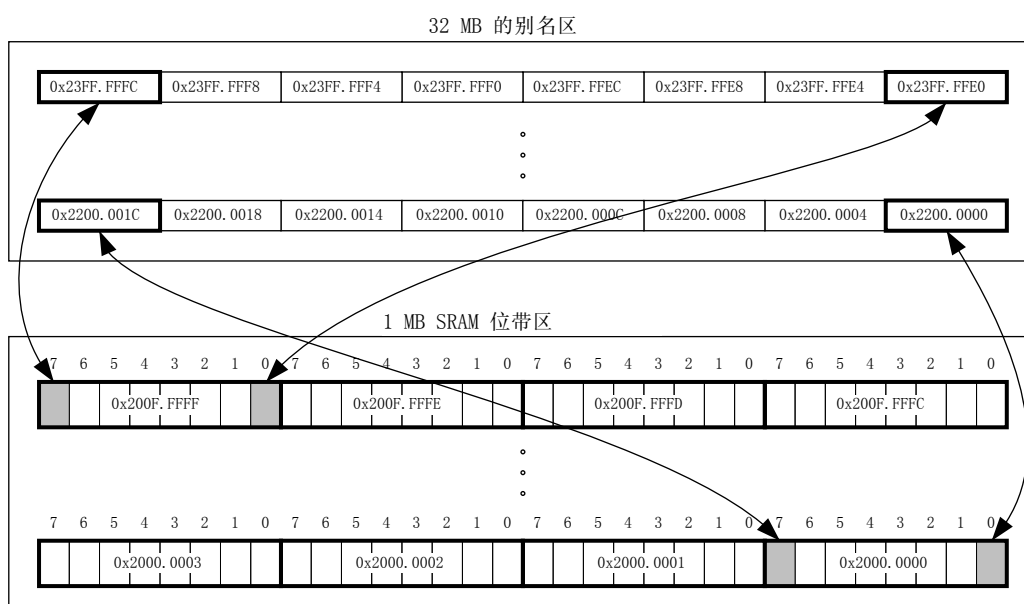 32 MB 的别名区
0x23FF.FFFC 0x23FF.FFF8 0x23FF.FFF4 0x23FF.FFF0 0x23FF.FFEC 0x23FF.FFE8 0x23FF.FFE4 0x23FF.FFE0
0x2200.001C 0x2200.0018 0x2200.0014 0x2200.0010 0x2200.000C 0x2200.0008 0x2200.0004 0x2200.0000
1 MB SRAM 位带区
7 6 5 4 3 2 1 0 7 6 5 4 3 2 1 0 7 6 5 4 3 2 1 0 7 6 5 4 3 2 1 0
0x200F.FFFF 0x200F.FFFE 0x200F.FFFD 0x200F.FFFC
7 6 5 4 3 2 1 0 7 6 5 4 3 2 1 0 7 6 5 4 3 2 1 0 7 6 5 4 3 2 1 0
0x2000.0003 0x2000.0002 0x2000.0001 0x2000.0000